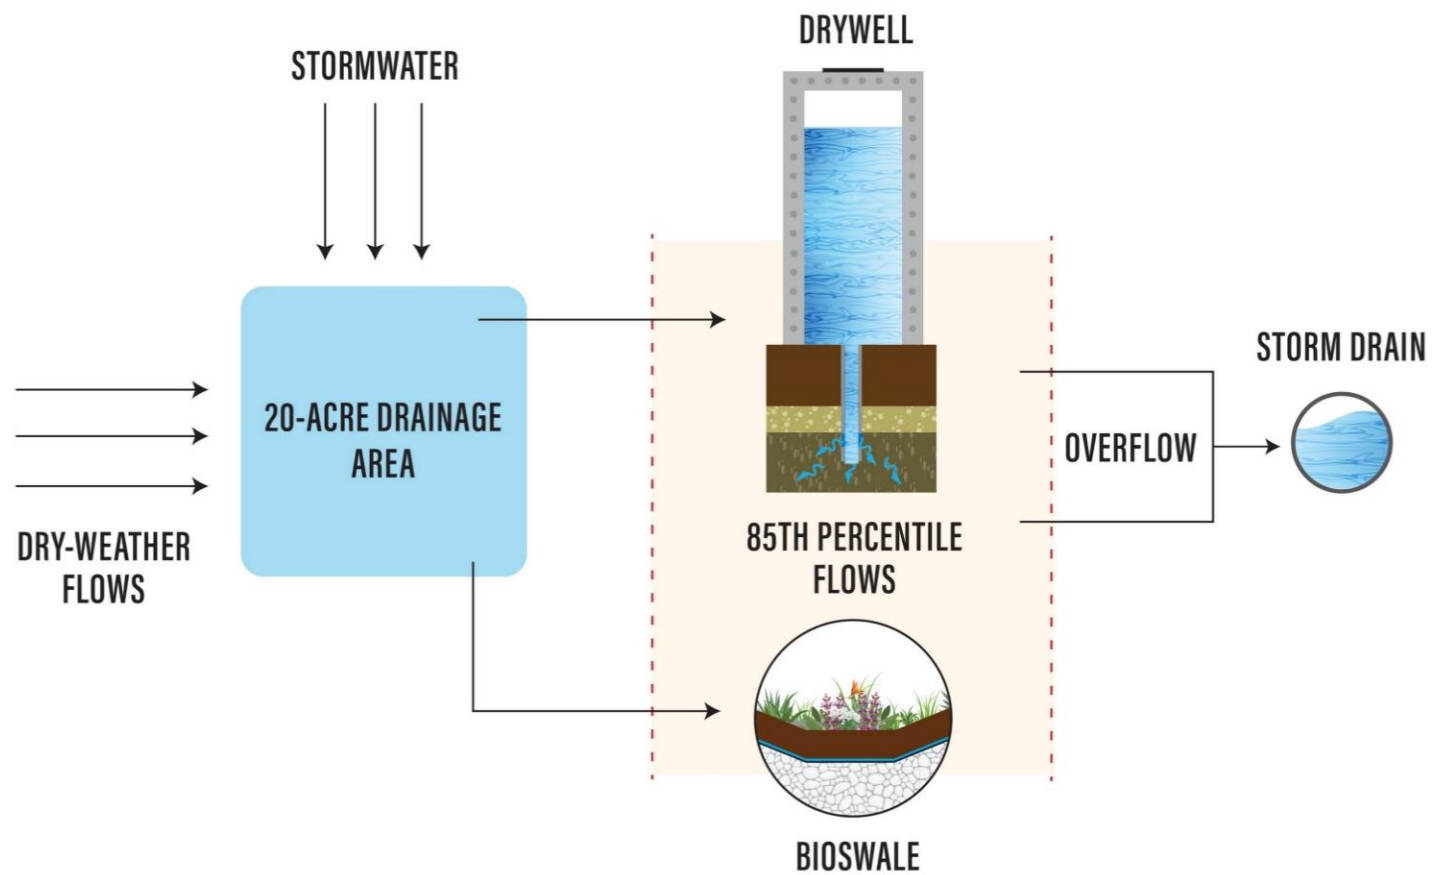 DRYWELL
STORMWATER
STORM DRAIN
20-ACRE DRAINAGE
AREA
OVERFLOW
DRY-WEATHER
FLOWS
85TH PERCENTILE
FLOWS
BIOSWALE